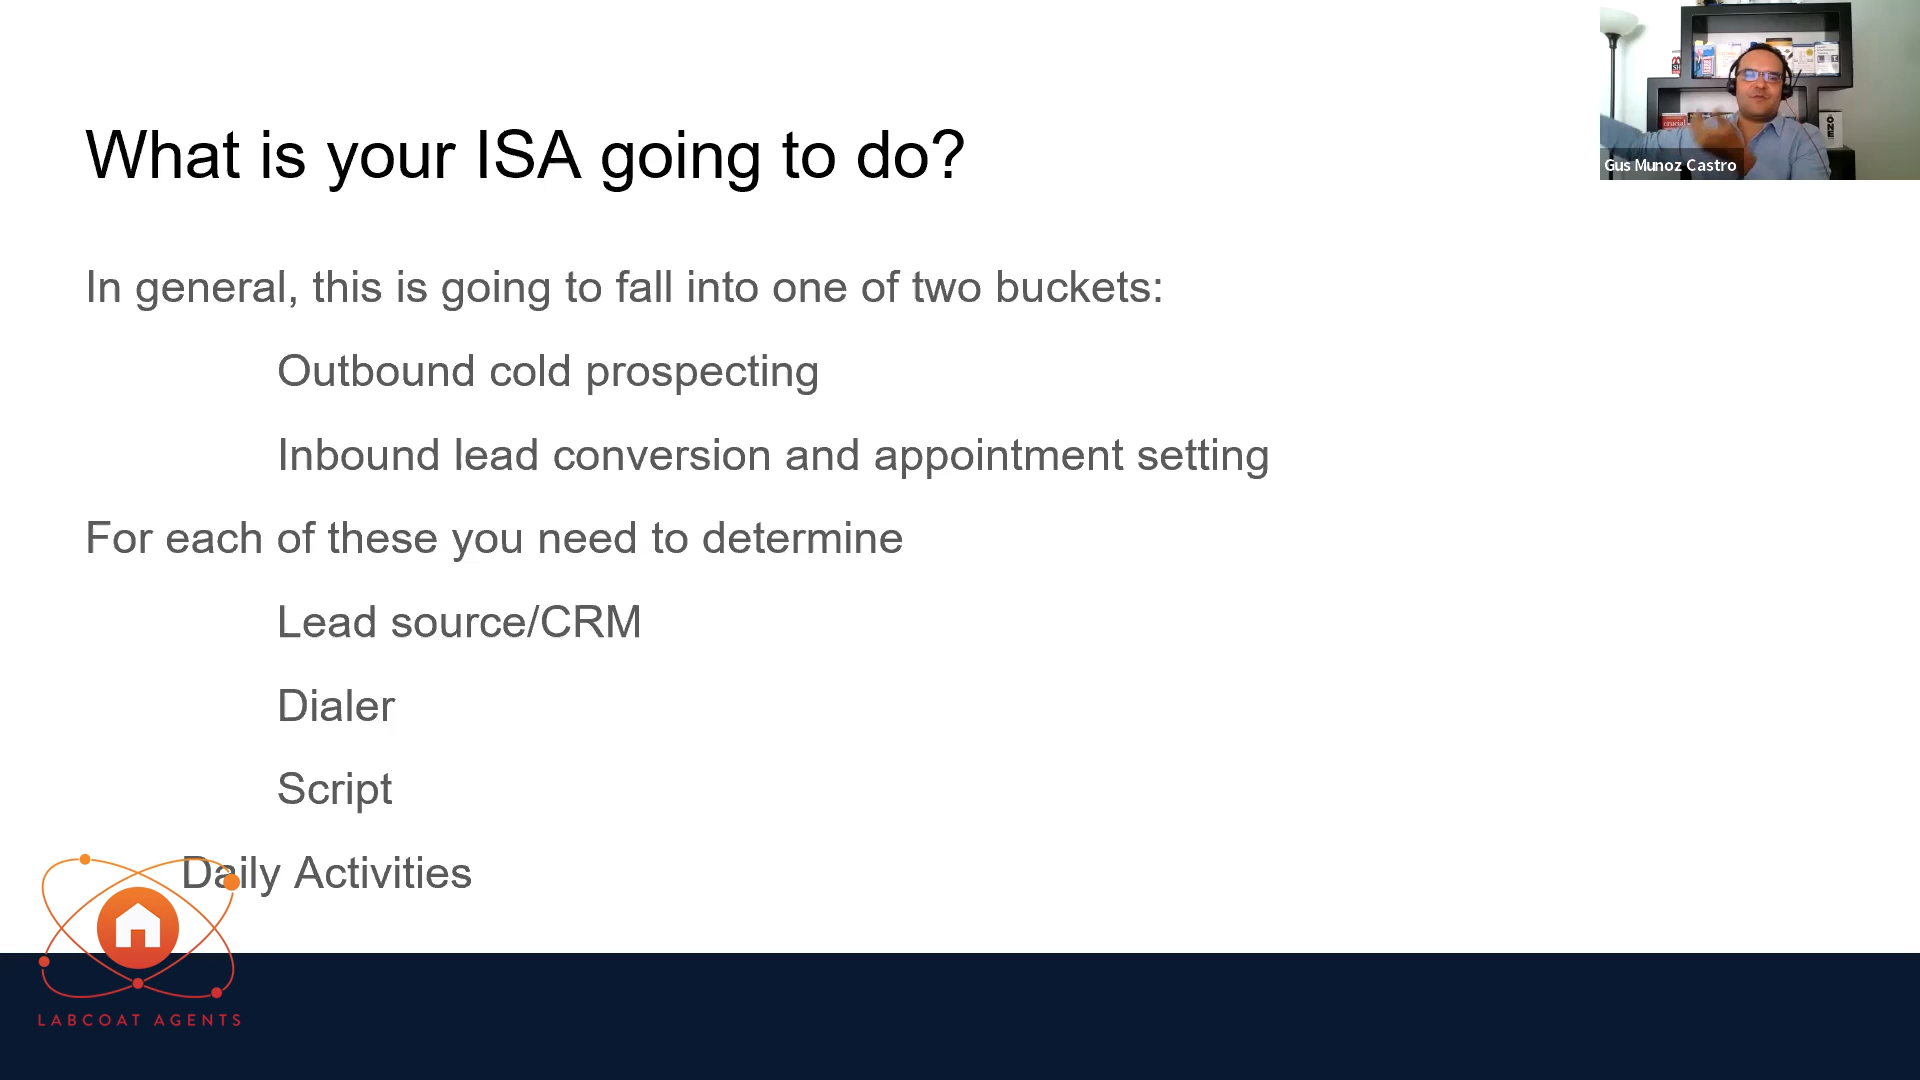 What is your ISA going to do?
In general, this is going to fall into one of two buckets:
Outbound cold prospecting
Inbound lead conversion and appointment setting
For each of these you need to determine
Lead source/CRM
Dialer
Script
Daily Activities
LABCOAT AGENTS
Gus Munoz Castro
crucial
ONE